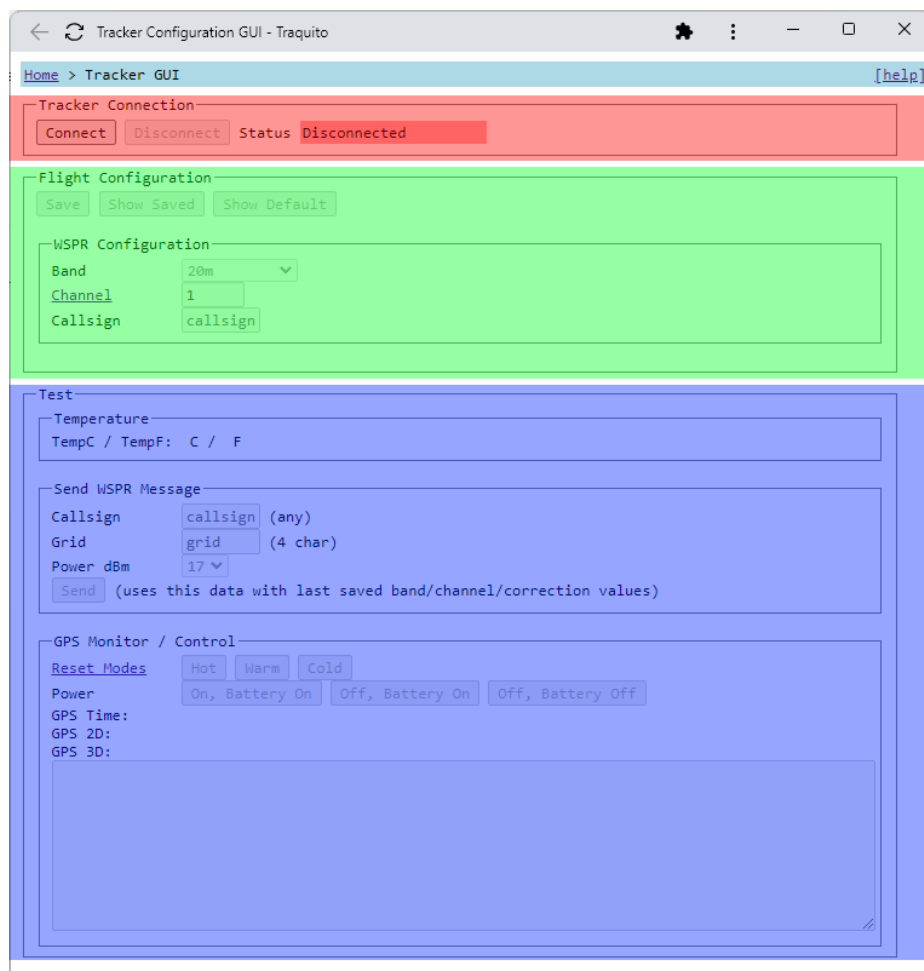 Tracker Configuration GUI - Traquito
Home > Tracker GUI [help]
Tracker Connection
Connect Disconnect Status Disconnected
Flight Configuration
Save Show Saved Show Default
WSPR Configuration
Band 20m
Channel 1
Callsign callsign
Test
Temperature
TempC / TempF: C / F
Send WSPR Message
Callsign callsign (any)
Grid grid (4 char)
Power dBm 17
Send (uses this data with last saved band/channel/correction values)
GPS Monitor / Control
Reset Modes Hot Warm Cold
Power On, Battery On Off, Battery On Off, Battery Off
GPS Time:
GPS 2D:
GPS 3D: